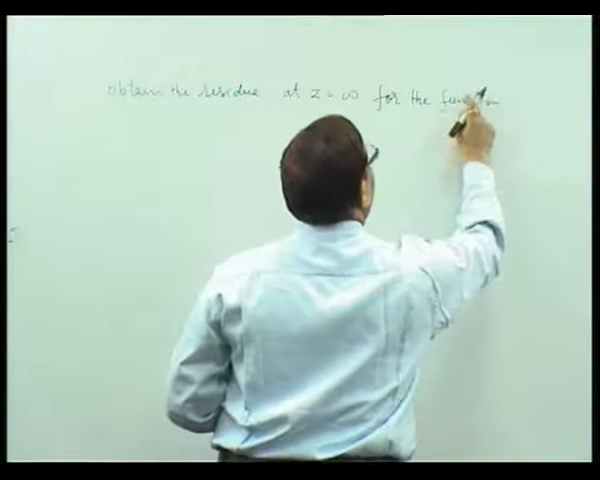 obtain the residue at z = ∞ for the function